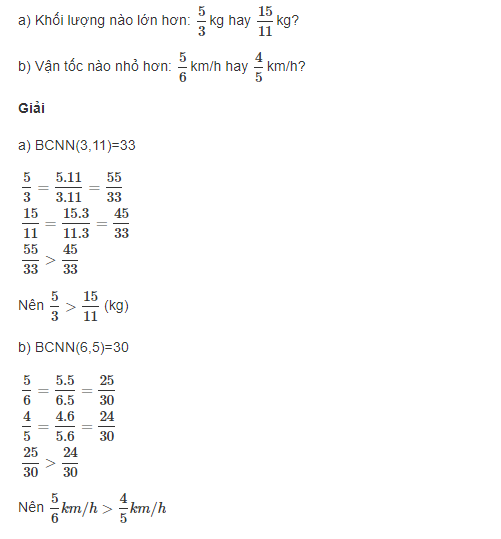 a) Khối lượng nào lớn hơn: 5/3 kg hay 15/11 kg?
b) Vận tốc nào nhỏ hơn: 5/6 km/h hay 4/5 km/h?
Giải
a) BCNN(3,11)=33
5/3 = 5.11/3.11 = 55/33
15/11 = 15.3/11.3 = 45/33
55/33 > 45/33
Nên 5/3 > 15/11 (kg)
b) BCNN(6,5)=30
5/6 = 5.5/6.5 = 25/30
4/5 = 4.6/5.6 = 24/30
25/30 > 24/30
Nên 5/6 km/h > 4/5 km/h